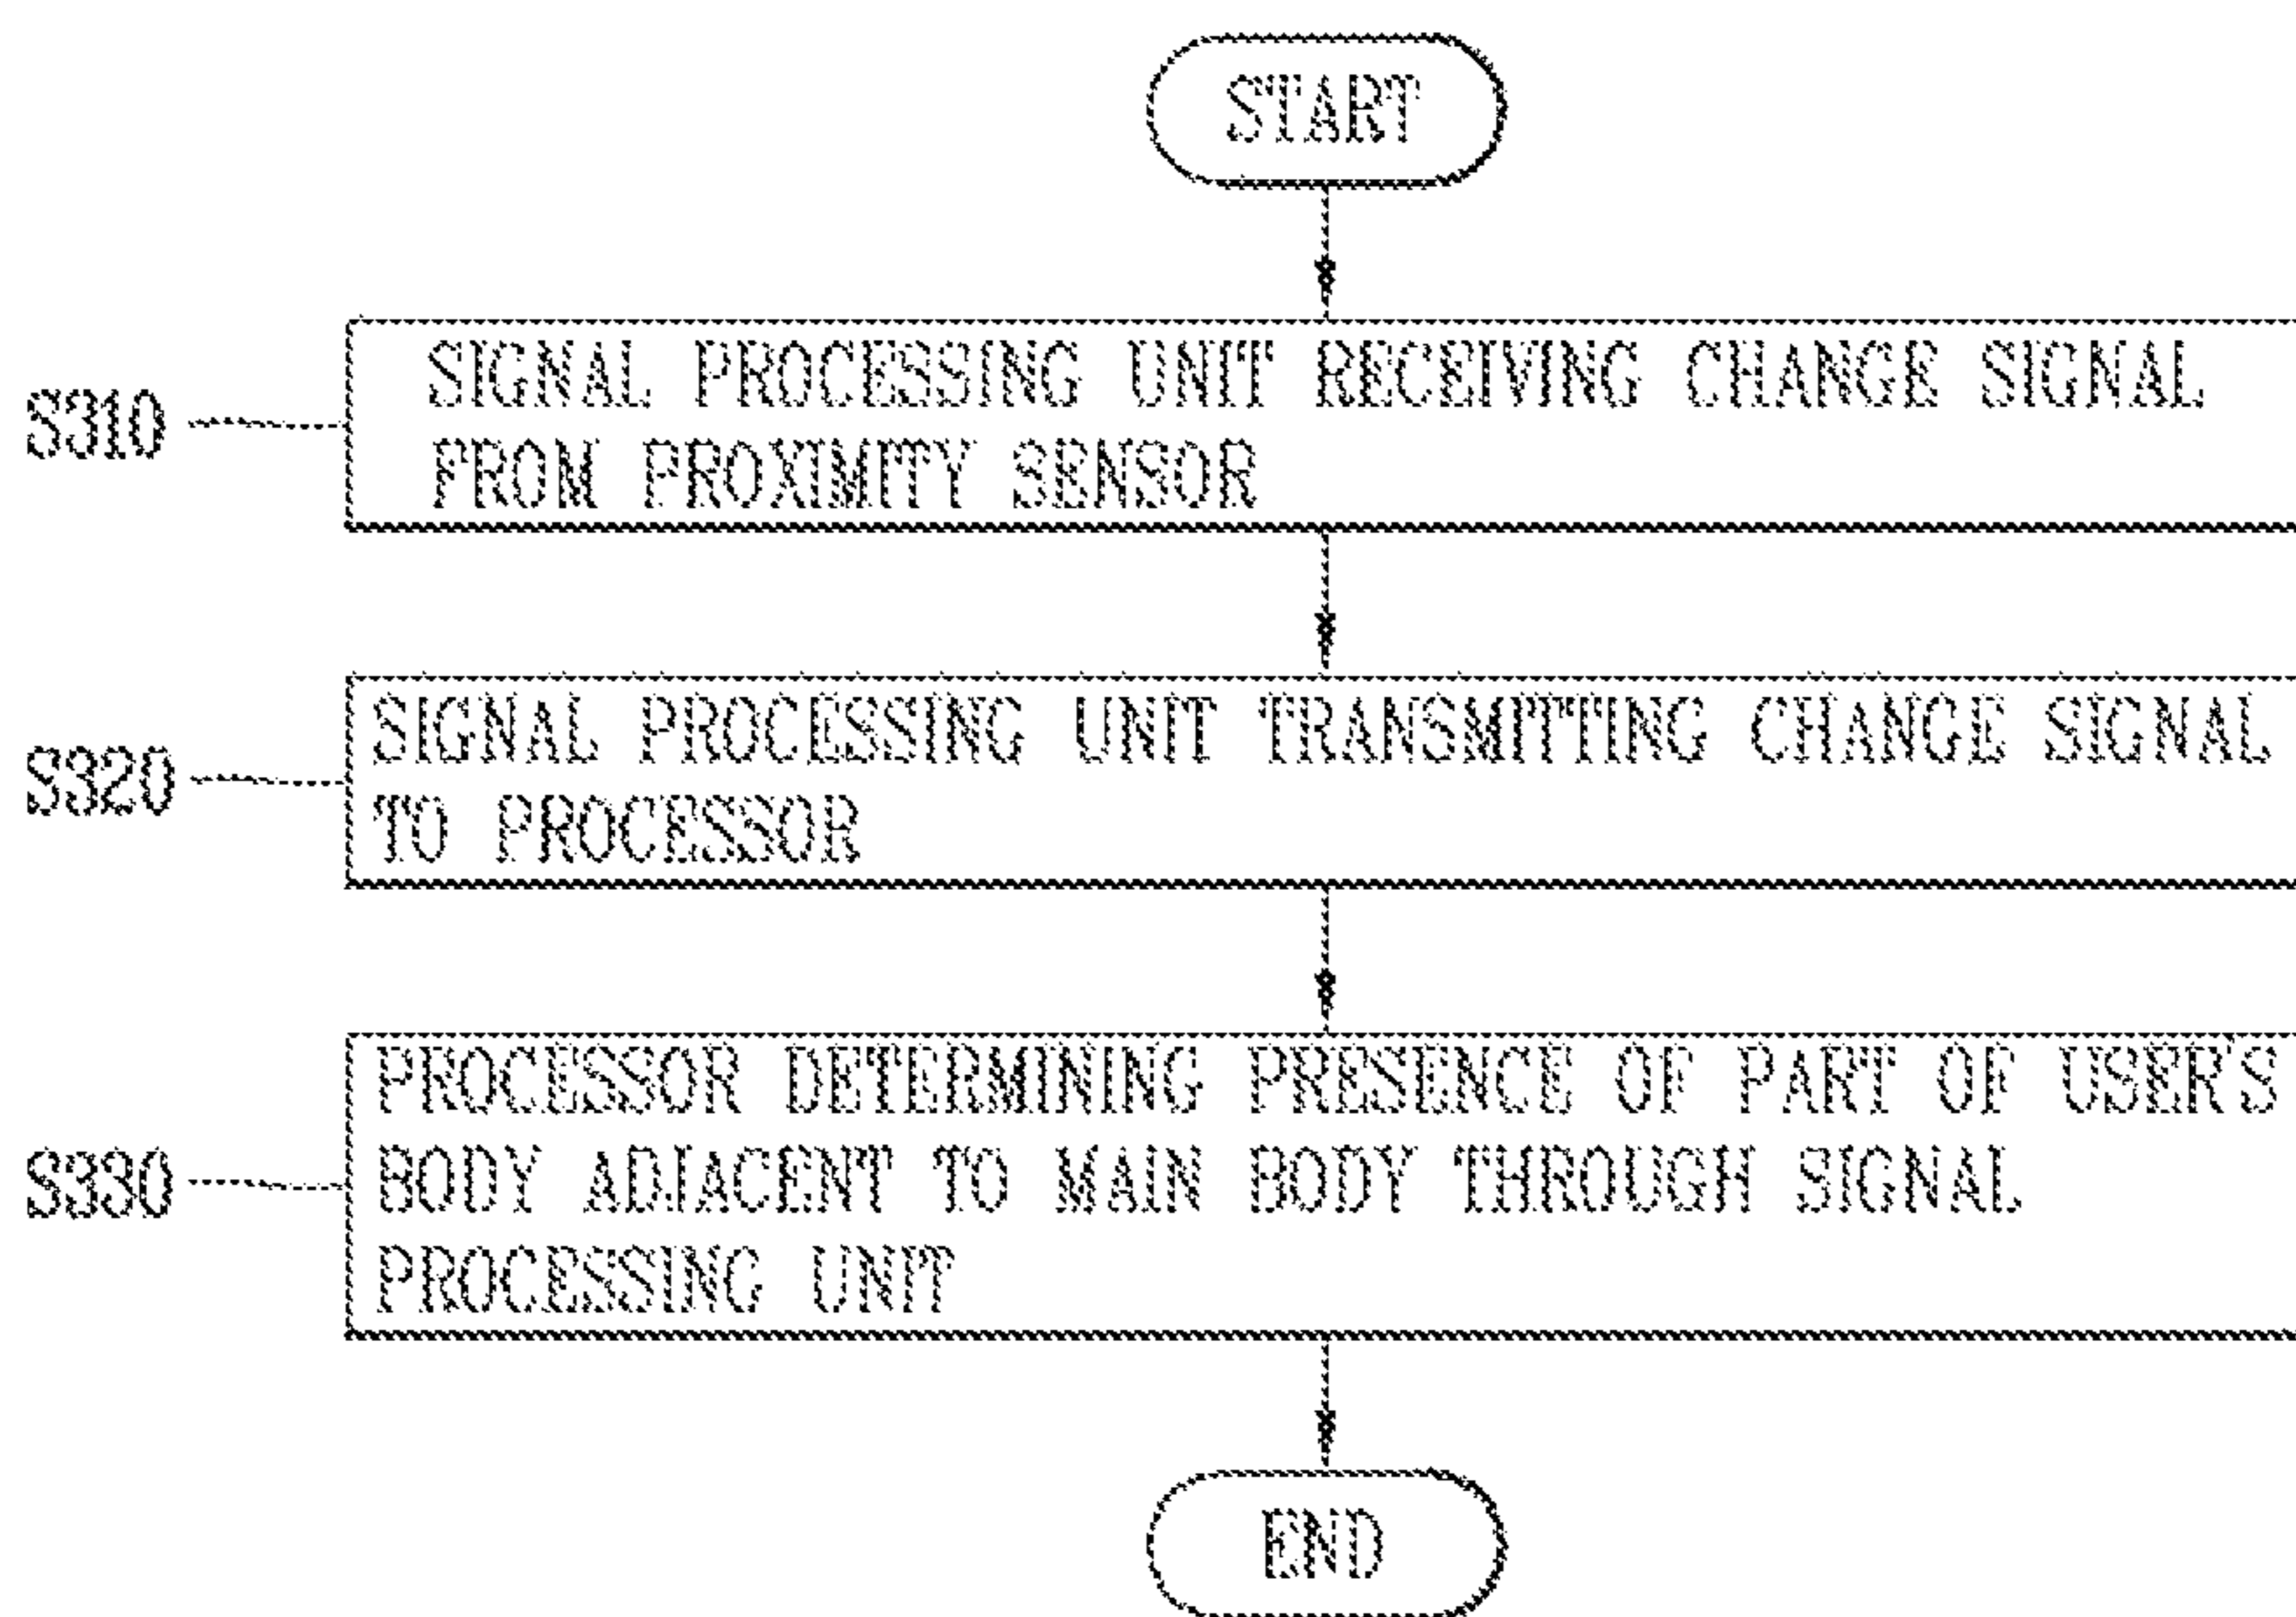 START
S310
SIGNAL PROCESSING UNIT RECEIVING CHANGE SIGNAL
FROM PROXIMITY SENSOR
S320
SIGNAL PROCESSING UNIT TRANSMITTING CHANGE SIGNAL
TO PROCESSOR
S330
PROCESSOR DETERMINING PRESENCE OF PART OF USER'S
BODY ADJACENT TO MAIN BODY THROUGH SIGNAL
PROCESSING UNIT
END